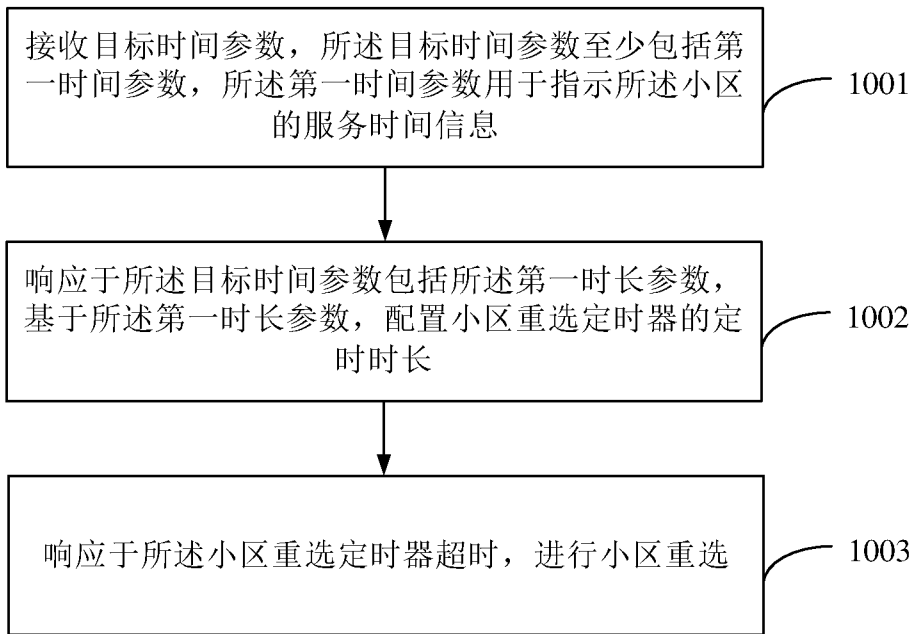 接收目标时间参数，所述目标时间参数至少包括第
一时间参数，所述第一时间参数用于指示所述小区
的服务时间信息
1001
响应于所述目标时间参数包括所述第一时长参数，
基于所述第一时长参数，配置小区重选定时器的定
时时长
1002
响应于所述小区重选定时器超时，进行小区重选
1003